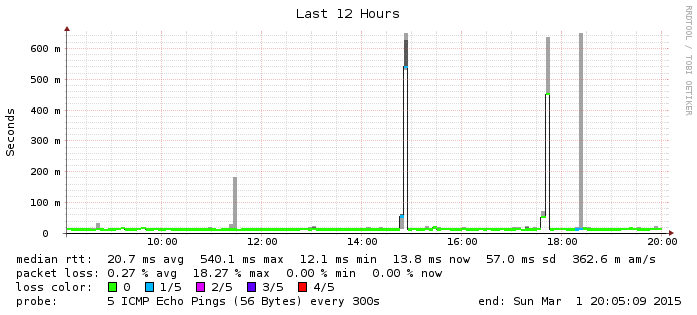 Last 12 Hours
RRDTOOL / TOBI OETIKER
Seconds
600 m
500 m
400 m
300 m
200 m
100 m
0
10:00 12:00 14:00 16:00 18:00 20:00
median rtt: 20.7 ms avg 540.1 ms max 12.1 ms min 13.8 ms now 57.0 ms sd 362.6 m am/s
packet loss: 0.27 % avg 18.27 % max 0.00 % min 0.00 % now
loss color: 0 1/5 2/5 3/5 4/5
probe: 5 ICMP Echo Pings (56 Bytes) every 300s end: Sun Mar 1 20:05:09 2015